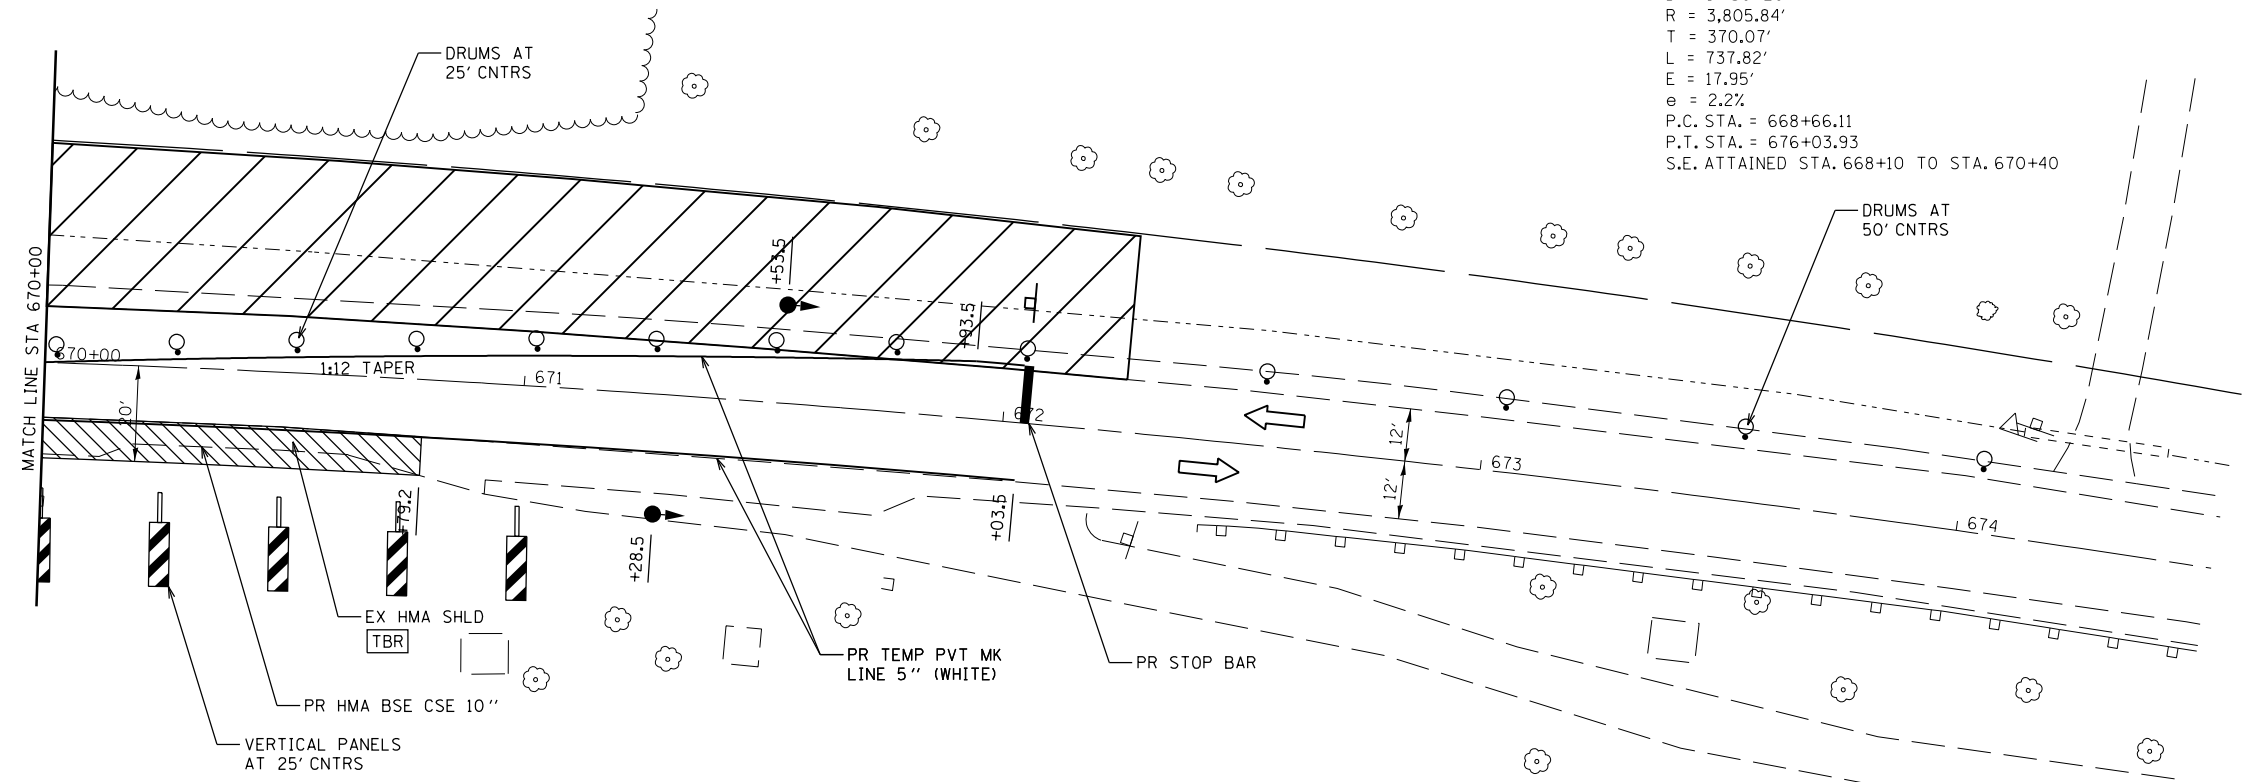 R = 3,805.84'
T = 370.07'
L = 737.82'
E = 17.95'
e = 2.2%
P.C. STA. = 668+66.11
P.T. STA. = 676+03.93
S.E. ATTAINED STA. 668+10 TO STA. 670+40
DRUMS AT
25' CNTRS
DRUMS AT
50' CNTRS
MATCH LINE STA 670+00
670+00
1:12 TAPER
20'
671
672
673
674
+53.5
+93.5
12'
12'
+79.2
+28.5
+03.5
EX HMA SHLD
TBR
PR HMA BSE CSE 10"
VERTICAL PANELS
AT 25' CNTRS
PR TEMP PVT MK
LINE 5" (WHITE)
PR STOP BAR